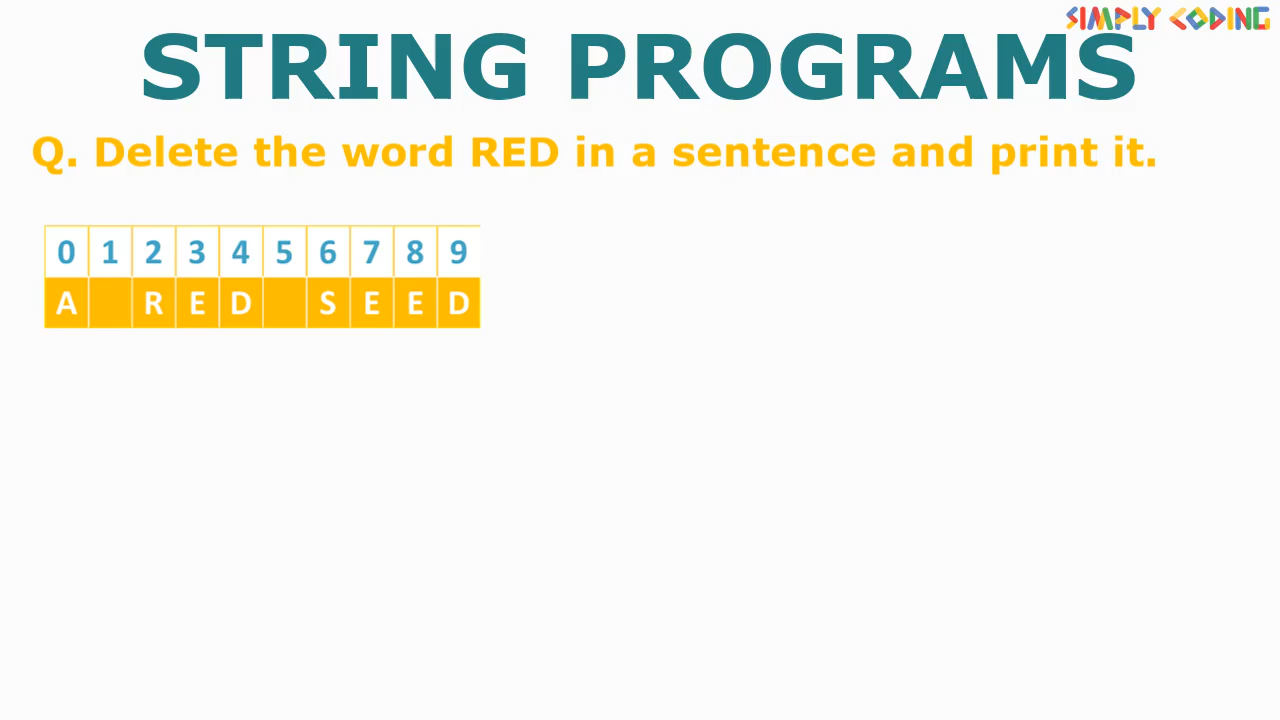 SIMPLY CODING
STRING PROGRAMS
Q. Delete the word RED in a sentence and print it.
0 1 2 3 4 5 6 7 8 9
A R E D S E E D